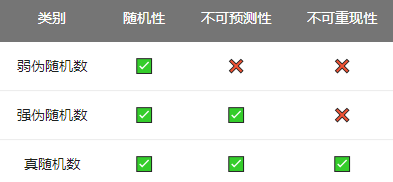 类别 随机性 不可预测性 不可重现性
弱伪随机数 ✅ ❌ ❌
强伪随机数 ✅ ✅ ❌
真随机数 ✅ ✅ ✅